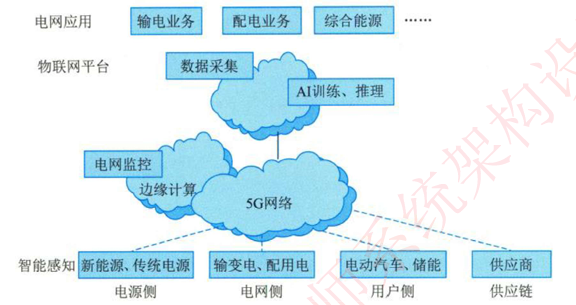 电网应用 输电业务 配电业务 综合能源 ……
物联网平台 数据采集
AI训练、推理
电网监控
边缘计算
5G网络
智能感知 新能源、传统电源 输变电、配用电 电动汽车、储能 供应商
电源侧 电网侧 用户侧 供应链
师系统架构设